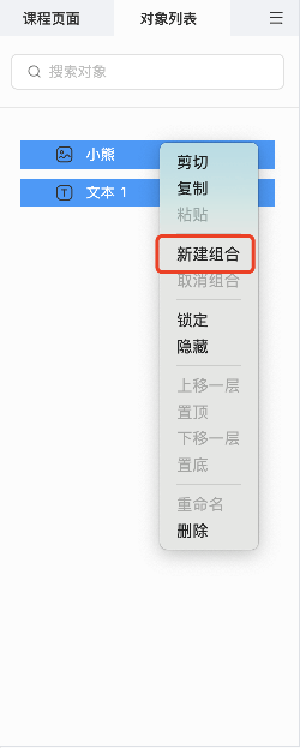 课程页面 对象列表
搜索对象
小熊
文本 1
剪切
复制
粘贴
新建组合
取消组合
锁定
隐藏
上移一层
置顶
下移一层
置底
重命名
删除